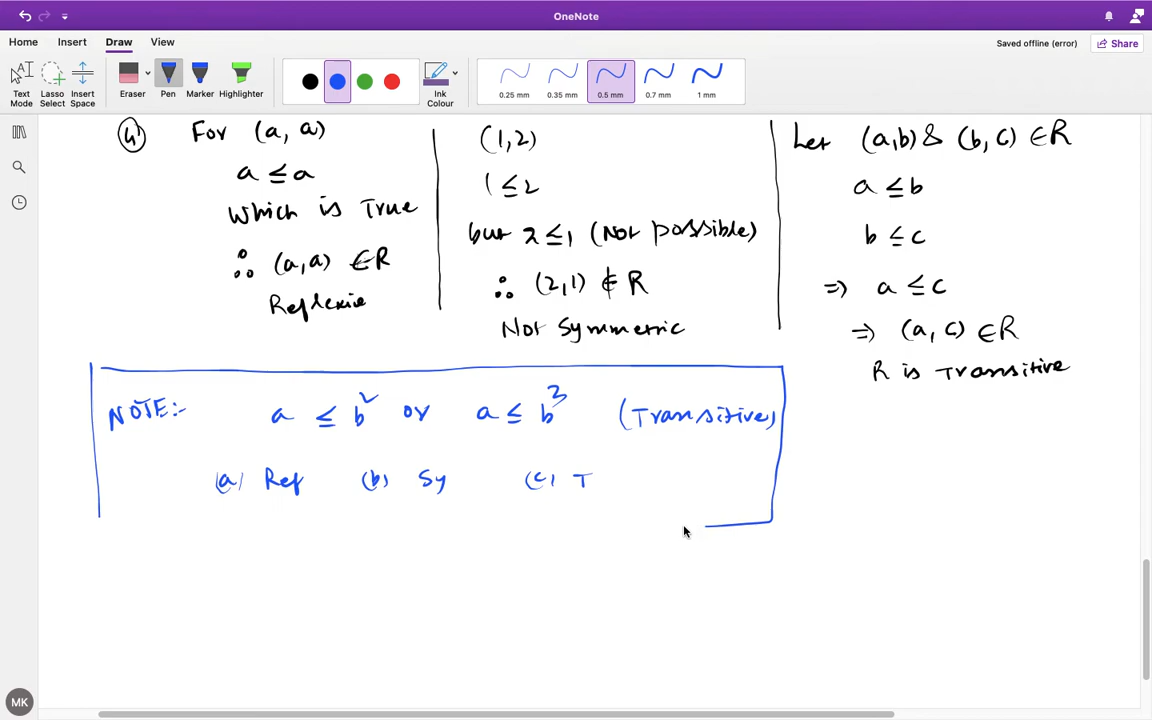 OneNote
Home Insert Draw View
Saved offline (error) Share
Text Mode
Lasso Select
Insert Space
Eraser
Pen
Marker
Highlighter
Ink Colour
0.25 mm 0.35 mm 0.5 mm 0.7 mm 1 mm
(4) For (a, a)
a ≤ a
Which is True
∴ (a,a) ∈ R
Reflexie
(1,2)
1 ≤ 2
but 2 ≤ 1 (Not possible)
∴ (2,1) ∉ R
Not Symmetric
Let (a,b) & (b, c) ∈ R
a ≤ b
b ≤ c
=> a ≤ c
=> (a, c) ∈ R
R is Transitive
NOTE:- a ≤ b² or a ≤ b³ (Transitive)
(a) Ref (b) Sy (c) T
MK